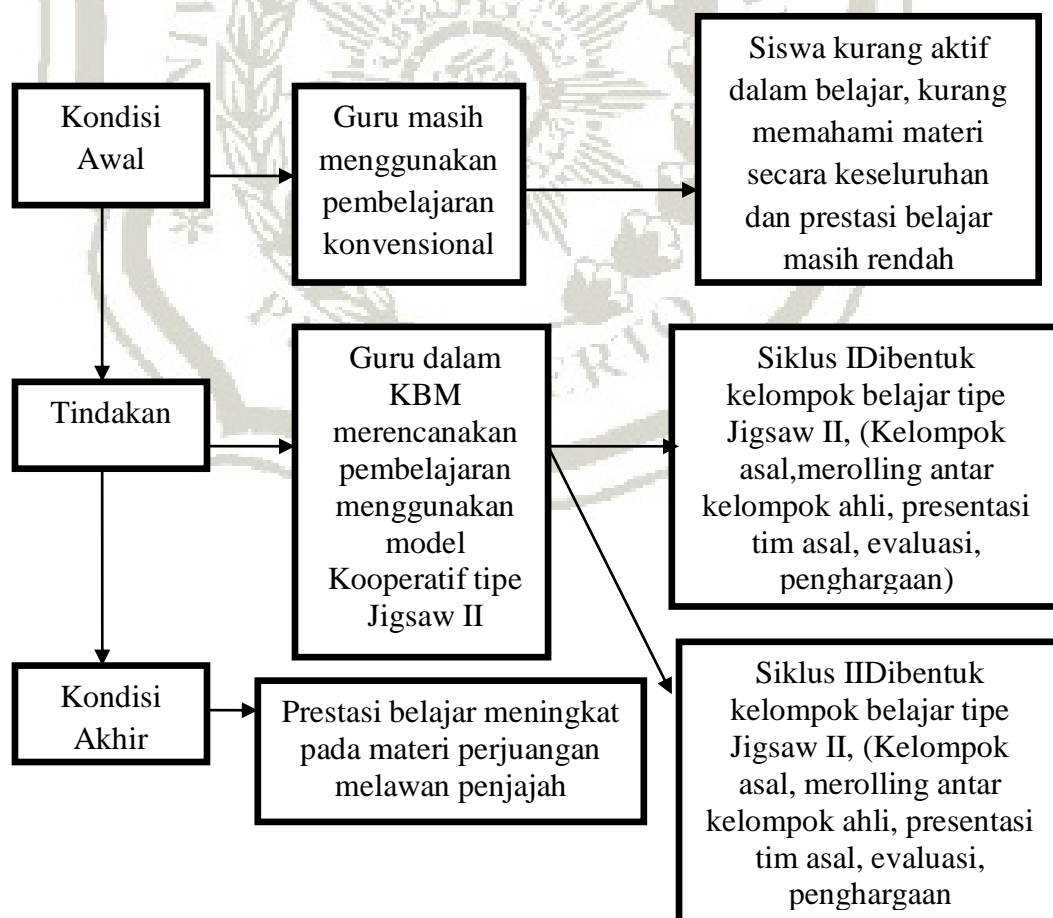 Kondisi
Awal
Guru masih
menggunakan
pembelajaran
konvensional
Siswa kurang aktif
dalam belajar, kurang
memahami materi
secara keseluruhan
dan prestasi belajar
masih rendah
Tindakan
Guru dalam
KBM
merencanakan
pembelajaran
menggunakan
model
Kooperatif tipe
Jigsaw II
Siklus IDibentuk
kelompok belajar tipe
Jigsaw II, (Kelompok
asal,merolling antar
kelompok ahli, presentasi
tim asal, evaluasi,
penghargaan)
Kondisi
Akhir
Prestasi belajar meningkat
pada materi perjuangan
melawan penjajah
Siklus IIDibentuk
kelompok belajar tipe
Jigsaw II, (Kelompok
asal, merolling antar
kelompok ahli, presentasi
tim asal, evaluasi,
penghargaan